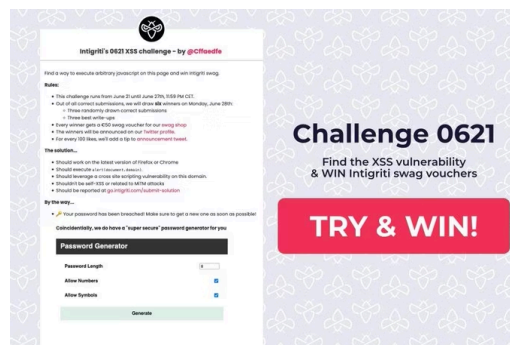 Intigriti's 0621 XSS challenge - by @Cffaedfe
Find a way to execute arbitrary javascript on this page and win Intigriti swag.
Rules:
• This challenge runs from June 21 until June 27th, 11:59 PM CET.
• Out of all correct submissions, we will draw six winners on Monday, June 28th:
○ Three randomly drawn correct submissions
○ Three best write-ups
• Every winner gets a €50 swag voucher for our swag shop
• The winners will be announced on our Twitter profile.
• For every 100 likes, we'll add a tip to announcement tweet.
The solution...
• Should work on the latest version of Firefox or Chrome
• Should execute alert(document.domain)
• Should leverage a cross site scripting vulnerability on this domain.
• Shouldn't be self-XSS or related to MiTM attacks
• Should be reported at go.intigriti.com/submit-solution
By the way...
• 🔑 Your password has been breached! Make sure to get a new one as soon as possible!
Coincidentally, we do have a "super secure" password generator for you
Password Generator
Password Length
Allow Numbers
Allow Symbols
Generate
Challenge 0621
Find the XSS vulnerability
& WIN Intigriti swag vouchers
TRY & WIN!